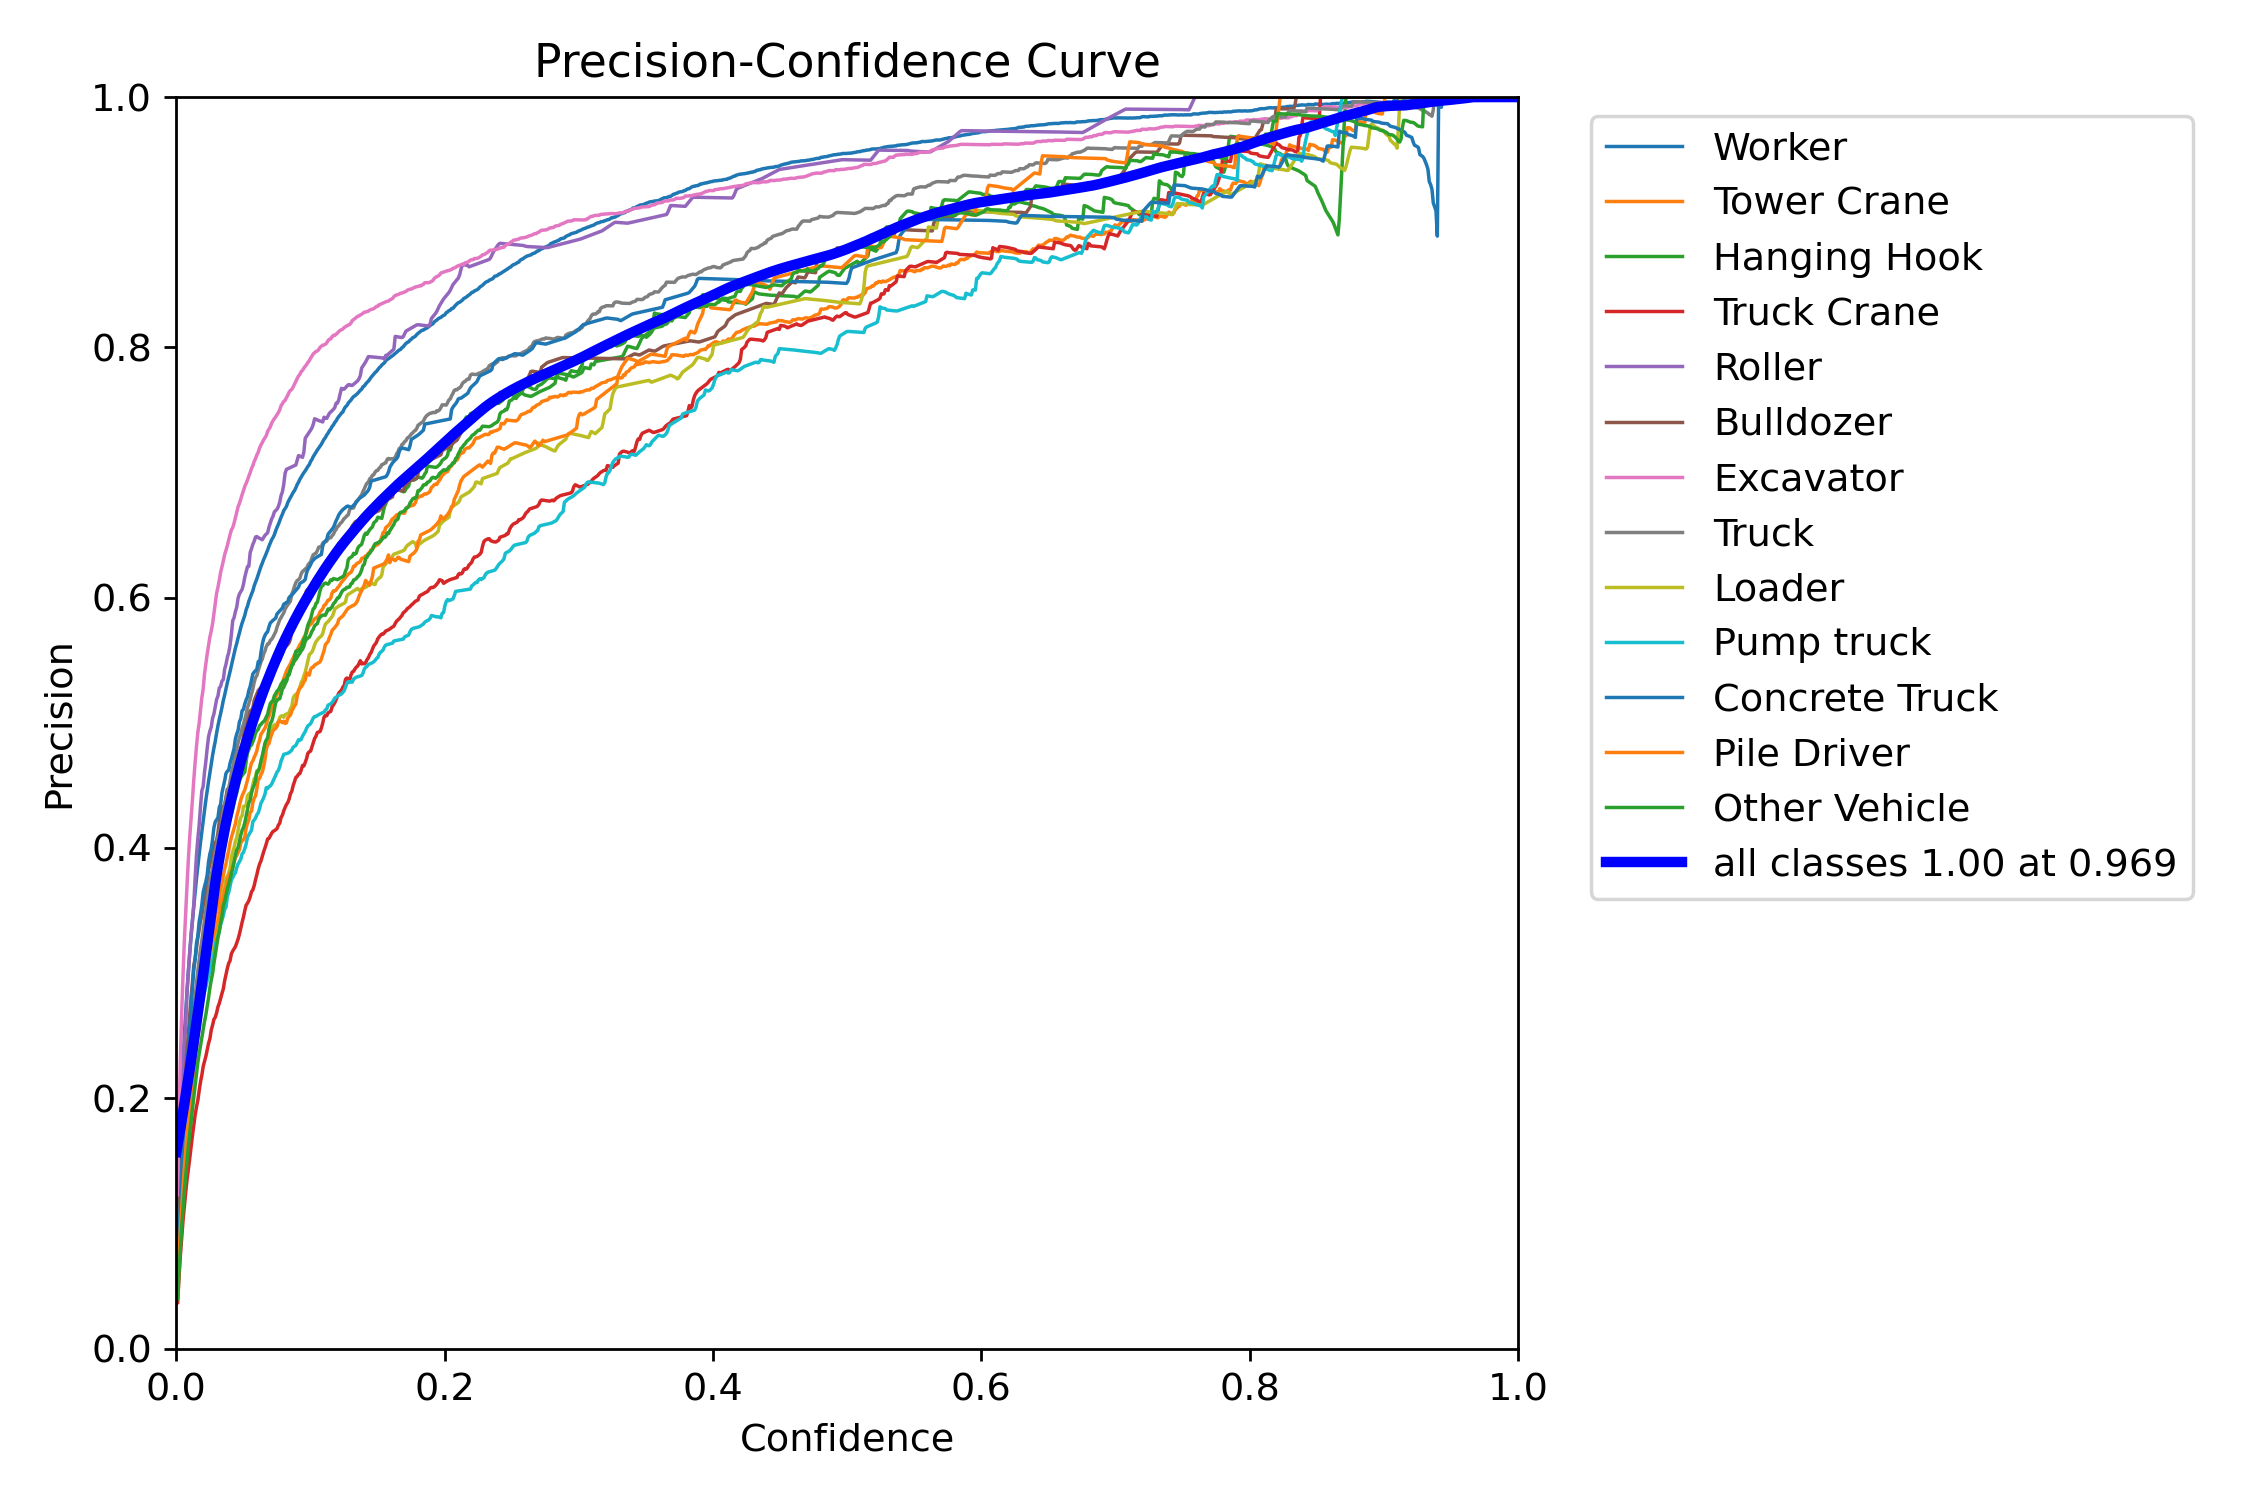 Precision-Confidence Curve
1.0
0.8
0.6
0.4
0.2
0.0
Precision
0.0 0.2 0.4 0.6 0.8 1.0
Confidence
Worker
Tower Crane
Hanging Hook
Truck Crane
Roller
Bulldozer
Excavator
Truck
Loader
Pump truck
Concrete Truck
Pile Driver
Other Vehicle
all classes 1.00 at 0.969